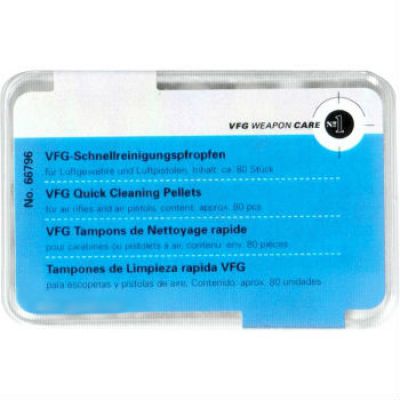 VFG WEAPON CARE No 1
No. 66796
VFG-Schnellreinigungspfropfen
für Luftgewehre und Luftpistolen, Inhalt: ca. 80 Stück
VFG Quick Cleaning Pellets
for air rifles and air pistols, content: approx. 80 pcs
VFG Tampons de Nettoyage rapide
pour carabines ou pistolets à air, contenu: env. 80 pièces
Tampones de Limpieza rapida VFG
para escopetas y pistolas de aire, Contenido: aprox. 80 unidades